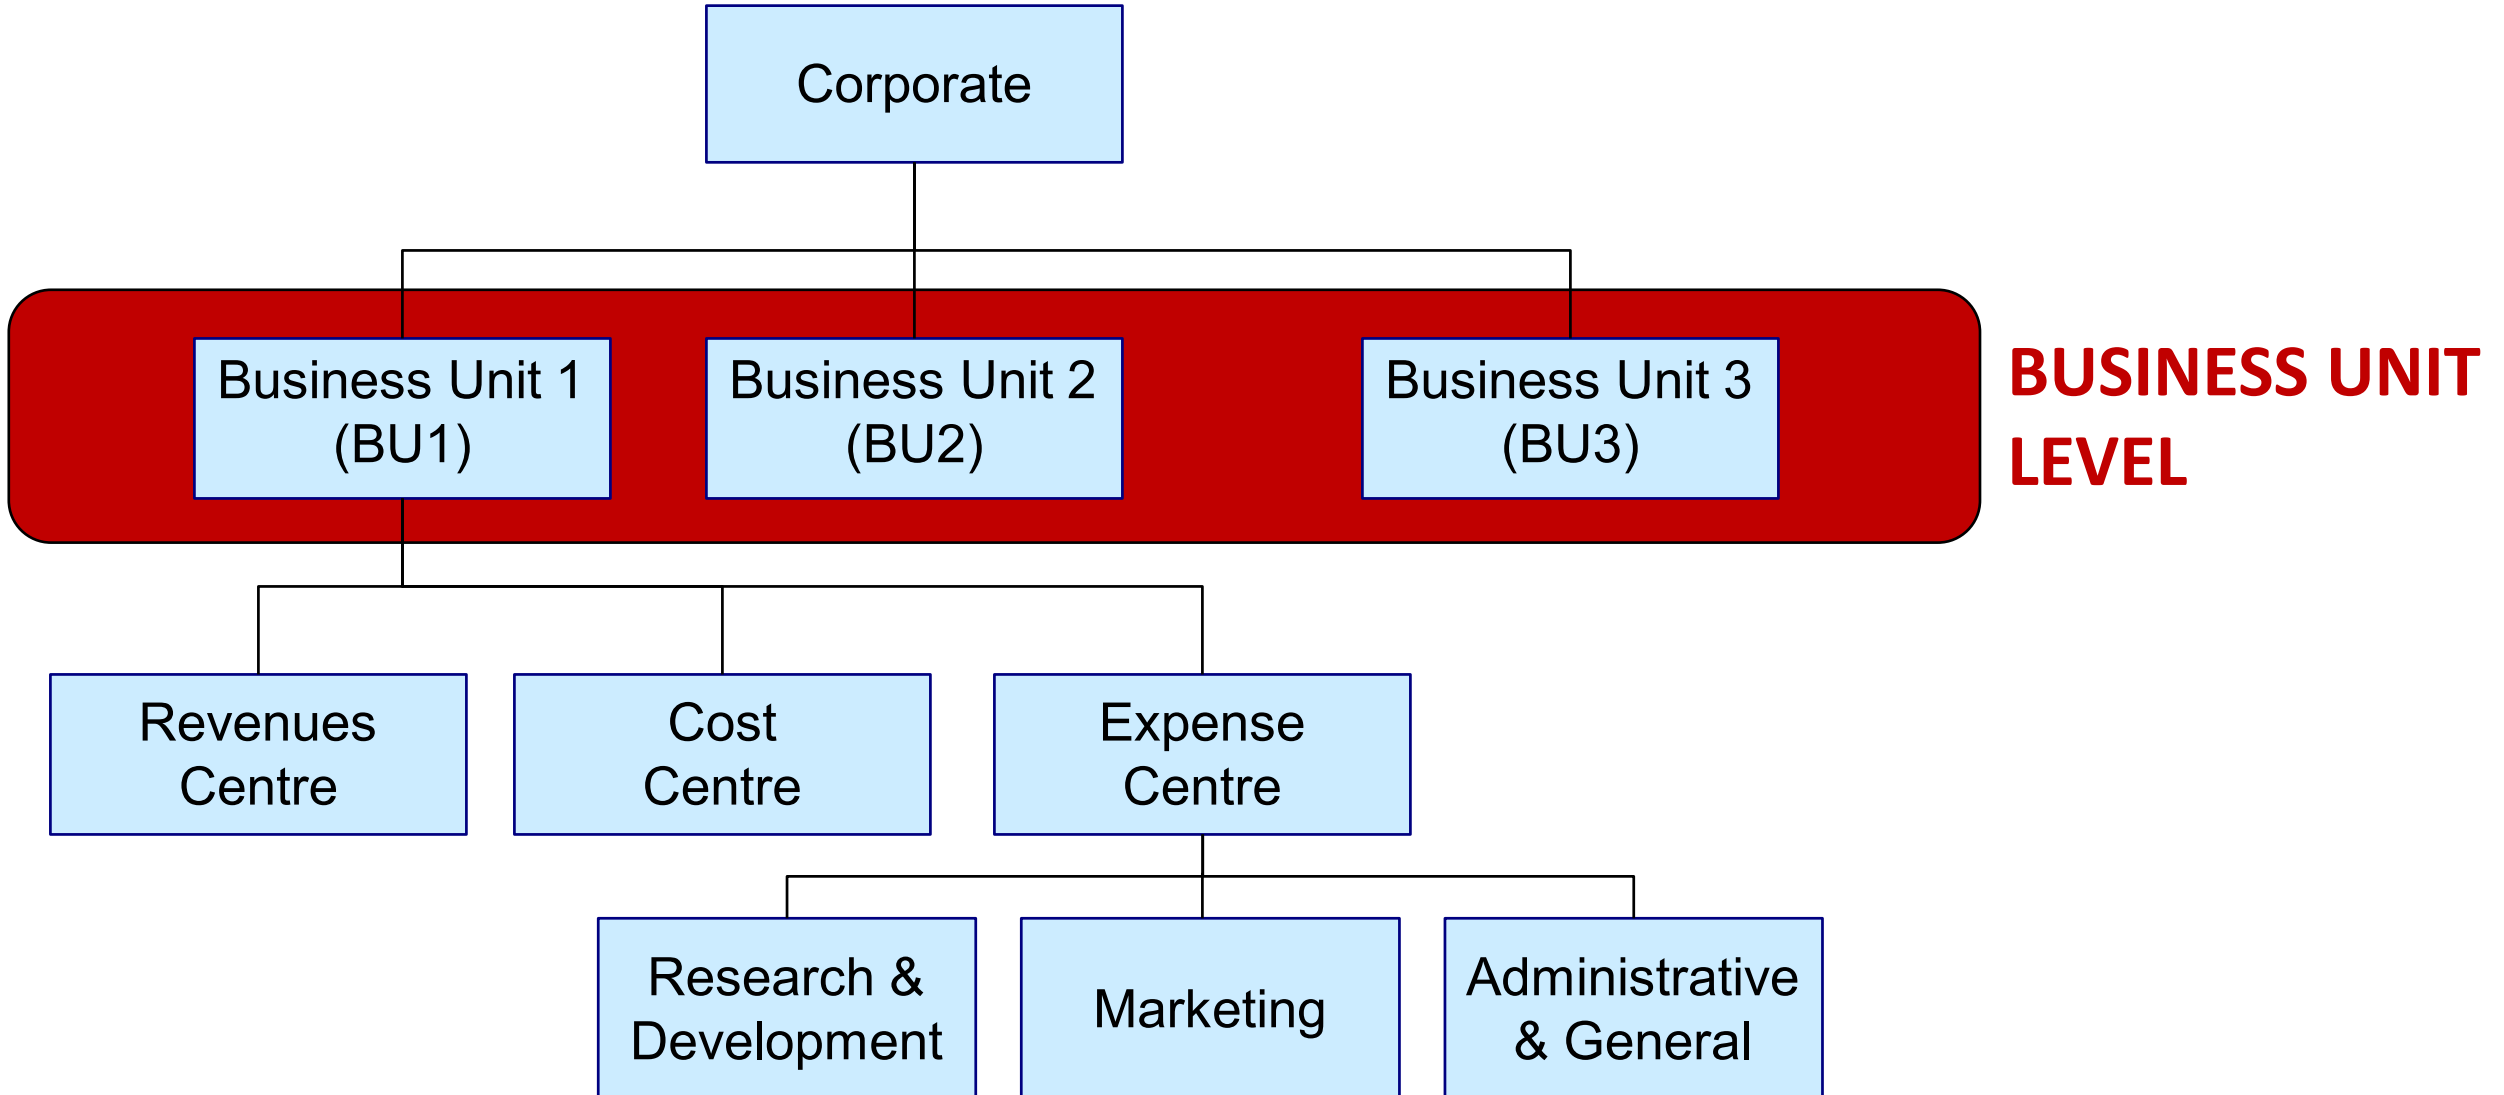 Corporate
Business Unit 1
(BU1)
Business Unit 2
(BU2)
Business Unit 3
(BU3)
BUSINESS UNIT
LEVEL
Revenues
Centre
Cost
Centre
Expense
Centre
Research &
Development
Marketing
Administrative
& General